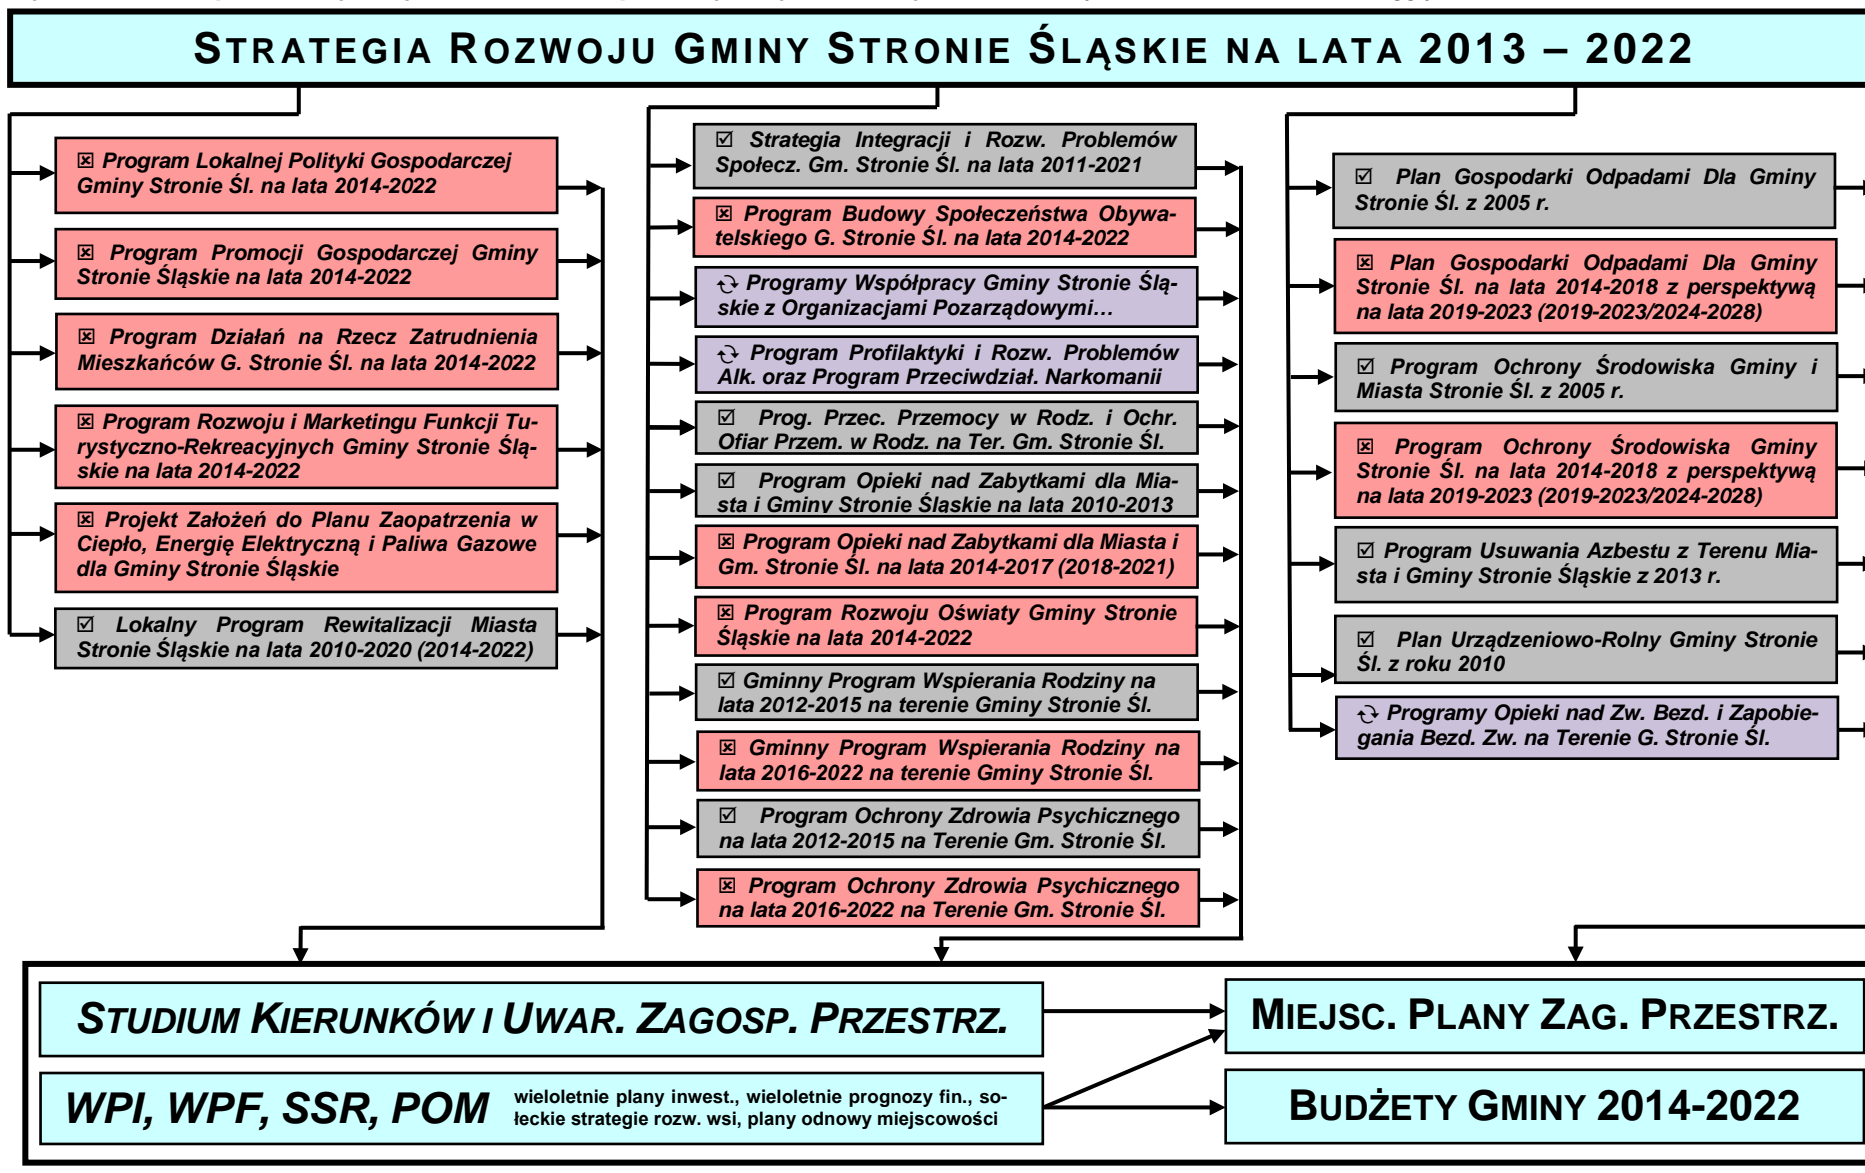 STRATEGIA ROZWOJU GMINY STRONIE ŚLĄSKIE NA LATA 2013 – 2022
☒ Program Lokalnej Polityki Gospodarczej
Gminy Stronie Śl. na lata 2014-2022
☒ Program Promocji Gospodarczej Gminy
Stronie Śląskie na lata 2014-2022
☒ Program Działań na Rzecz Zatrudnienia
Mieszkańców G. Stronie Śl. na lata 2014-2022
☒ Program Rozwoju i Marketingu Funkcji Tu-
rystyczno-Rekreacyjnych Gminy Stronie Ślą-
skie na lata 2014-2022
☒ Projekt Założeń do Planu Zaopatrzenia w
Ciepło, Energię Elektryczną i Paliwa Gazowe
dla Gminy Stronie Śląskie
☑ Lokalny Program Rewitalizacji Miasta
Stronie Śląskie na lata 2010-2020 (2014-2022)
☑ Strategia Integracji i Rozw. Problemów
Społecz. Gm. Stronie Śl. na lata 2011-2021
☒ Program Budowy Społeczeństwa Obywa-
telskiego G. Stronie Śl. na lata 2014-2022
Programy Współpracy Gminy Stronie Ślą-
skie z Organizacjami Pozarządowymi…
Program Profilaktyki i Rozw. Problemów
Alk. oraz Program Przeciwdział. Narkomanii
☑ Prog. Przec. Przemocy w Rodz. i Ochr.
Ofiar Przem. w Rodz. na Ter. Gm. Stronie Śl.
☑ Program Opieki nad Zabytkami dla Mia-
sta i Gminy Stronie Śląskie na lata 2010-2013
☒ Program Opieki nad Zabytkami dla Miasta i
Gm. Stronie Śl. na lata 2014-2017 (2018-2021)
☒ Program Rozwoju Oświaty Gminy Stronie
Śląskie na lata 2014-2022
☑ Gminny Program Wspierania Rodziny na
lata 2012-2015 na terenie Gminy Stronie Śl.
☒ Gminny Program Wspierania Rodziny na
lata 2016-2022 na terenie Gminy Stronie Śl.
☑ Program Ochrony Zdrowia Psychicznego
na lata 2012-2015 na Terenie Gm. Stronie Śl.
☒ Program Ochrony Zdrowia Psychicznego
na lata 2016-2022 na Terenie Gm. Stronie Śl.
☑ Plan Gospodarki Odpadami Dla Gminy
Stronie Śl. z 2005 r.
☒ Plan Gospodarki Odpadami Dla Gminy
Stronie Śl. na lata 2014-2018 z perspektywą
na lata 2019-2023 (2019-2023/2024-2028)
☑ Program Ochrony Środowiska Gminy i
Miasta Stronie Śl. z 2005 r.
☒ Program Ochrony Środowiska Gminy
Stronie Śl. na lata 2014-2018 z perspektywą
na lata 2019-2023 (2019-2023/2024-2028)
☑ Program Usuwania Azbestu z Terenu Mia-
sta i Gminy Stronie Śląskie z 2013 r.
☑ Plan Urządzeniowo-Rolny Gminy Stronie
Śl. z roku 2010
Programy Opieki nad Zw. Bezd. i Zapobie-
gania Bezd. Zw. na Terenie G. Stronie Śl.
STUDIUM KIERUNKÓW I UWAR. ZAGOSP. PRZESTRZ.
MIEJSC. PLANY ZAG. PRZESTRZ.
WPI, WPF, SSR, POM
wieloletnie plany inwest., wieloletnie prognozy fin., so-
łeckie strategie rozw. wsi, plany odnowy miejscowości
BUDŻETY GMINY 2014-2022